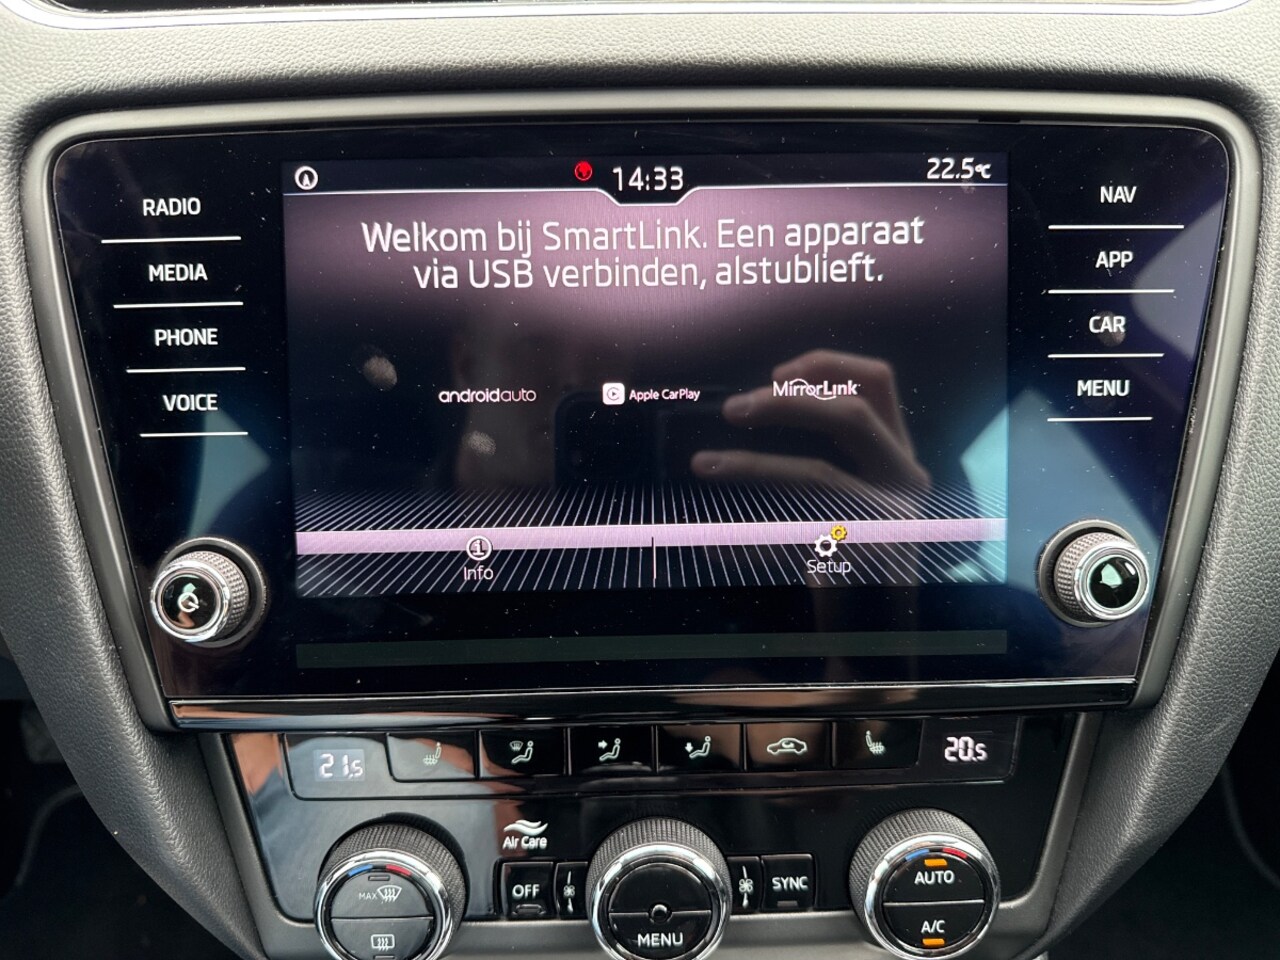 14:33
22.5°C
RADIO
MEDIA
PHONE
VOICE
Welkom bij SmartLink. Een apparaat
via USB verbinden, alstublieft.
androidauto
Apple CarPlay
MirrorLink
Info
Setup
NAV
APP
CAR
MENU
21.5
20.5
Air Care
MAX
OFF
MENU
SYNC
AUTO
A/C